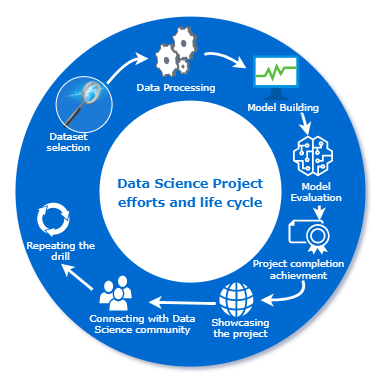 Data Science Project
efforts and life cycle
Dataset
selection
Data Processing
Model Building
Model
Evaluation
Project completion
achievment
Showcasing
the project
Connecting with Data
Science community
Repeating the
drill